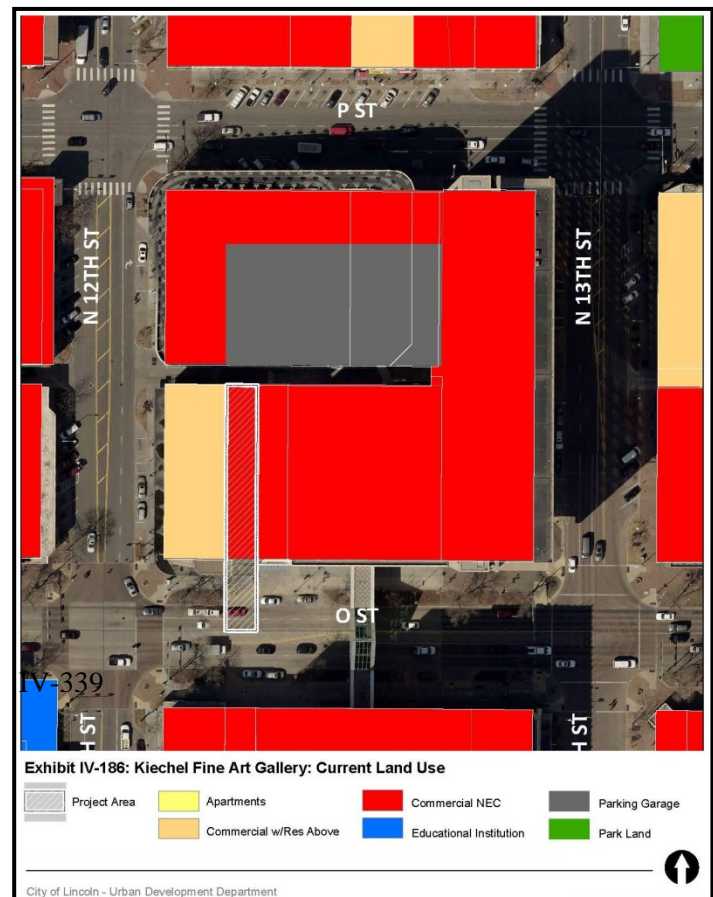 P ST
N 12TH ST
N 13TH ST
O ST
IV-339
H ST
H ST
Exhibit IV-186: Kiechel Fine Art Gallery: Current Land Use
Project Area
Apartments
Commercial NEC
Parking Garage
Commercial w/Res Above
Educational Institution
Park Land
City of Lincoln - Urban Development Department